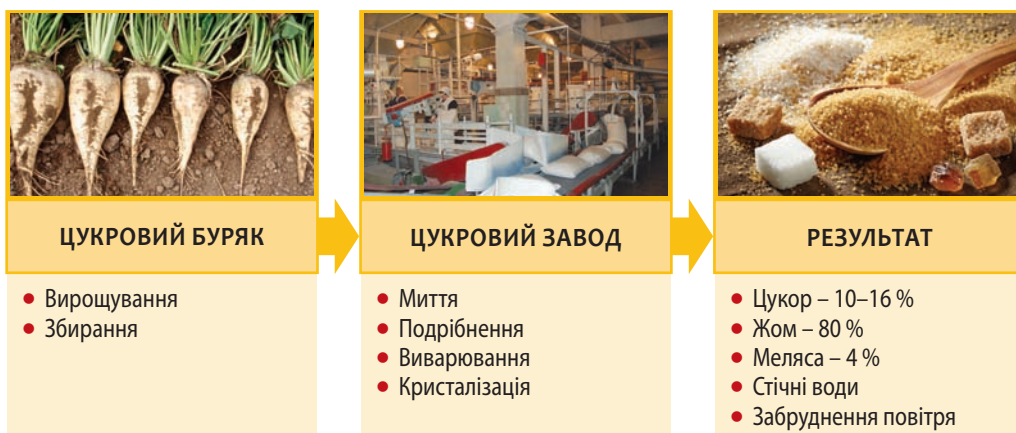 ЦУКРОВИЙ БУРЯК
• Вирощування
• Збирання
ЦУКРОВИЙ ЗАВОД
• Миття
• Подрібнення
• Виварювання
• Кристалізація
РЕЗУЛЬТАТ
• Цукор – 10–16 %
• Жом – 80 %
• Меляса – 4 %
• Стічні води
• Забруднення повітря